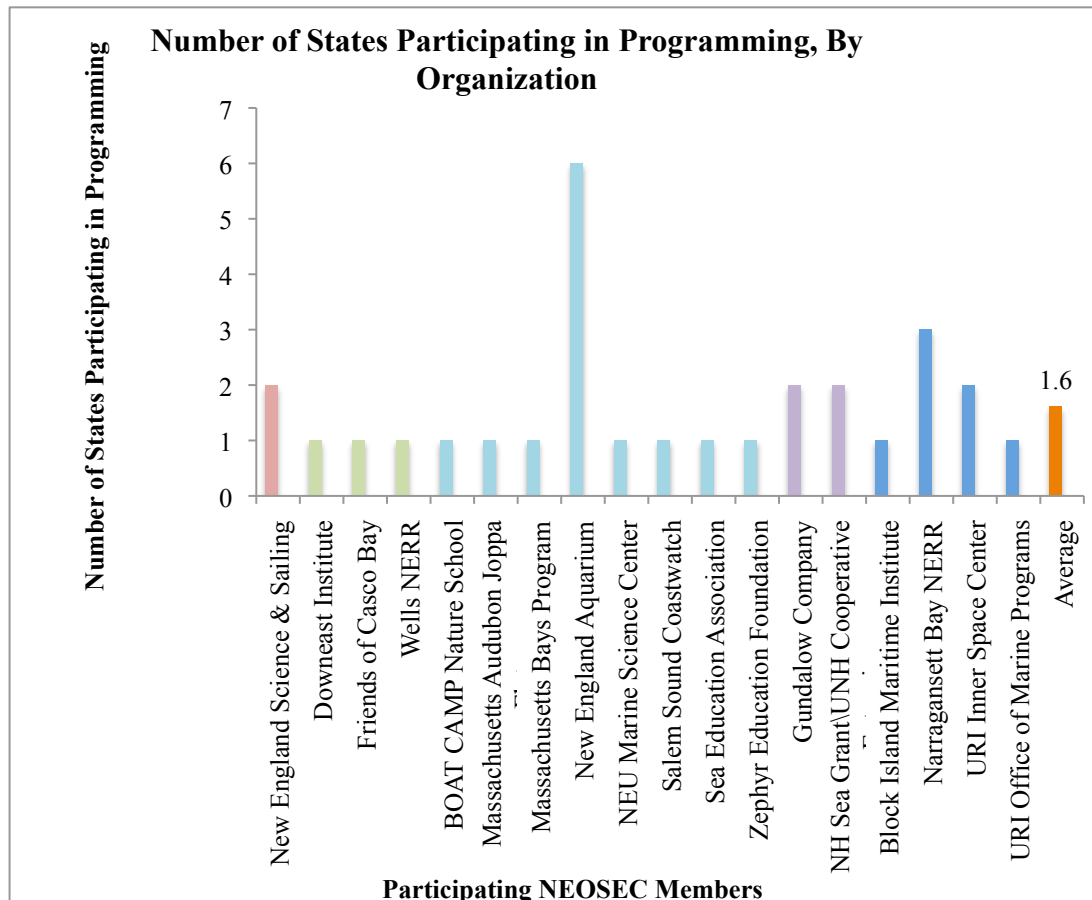 Number of States Participating in Programming, By
Organization
Number of States Participating in Programming
7
6
5
4
3
2
1
0
1.6
New England Science & Sailing
Downeast Institute
Friends of Casco Bay
Wells NERR
BOAT CAMP Nature School
Massachusetts Audubon Joppa
Massachusetts Bays Program
New England Aquarium
NEU Marine Science Center
Salem Sound Coastwatch
Sea Education Association
Zephyr Education Foundation
Gundalow Company
NH Sea Grant\UNH Cooperative
Block Island Maritime Institute
Narragansett Bay NERR
URI Inner Space Center
URI Office of Marine Programs
Average
Participating NEOSEC Members